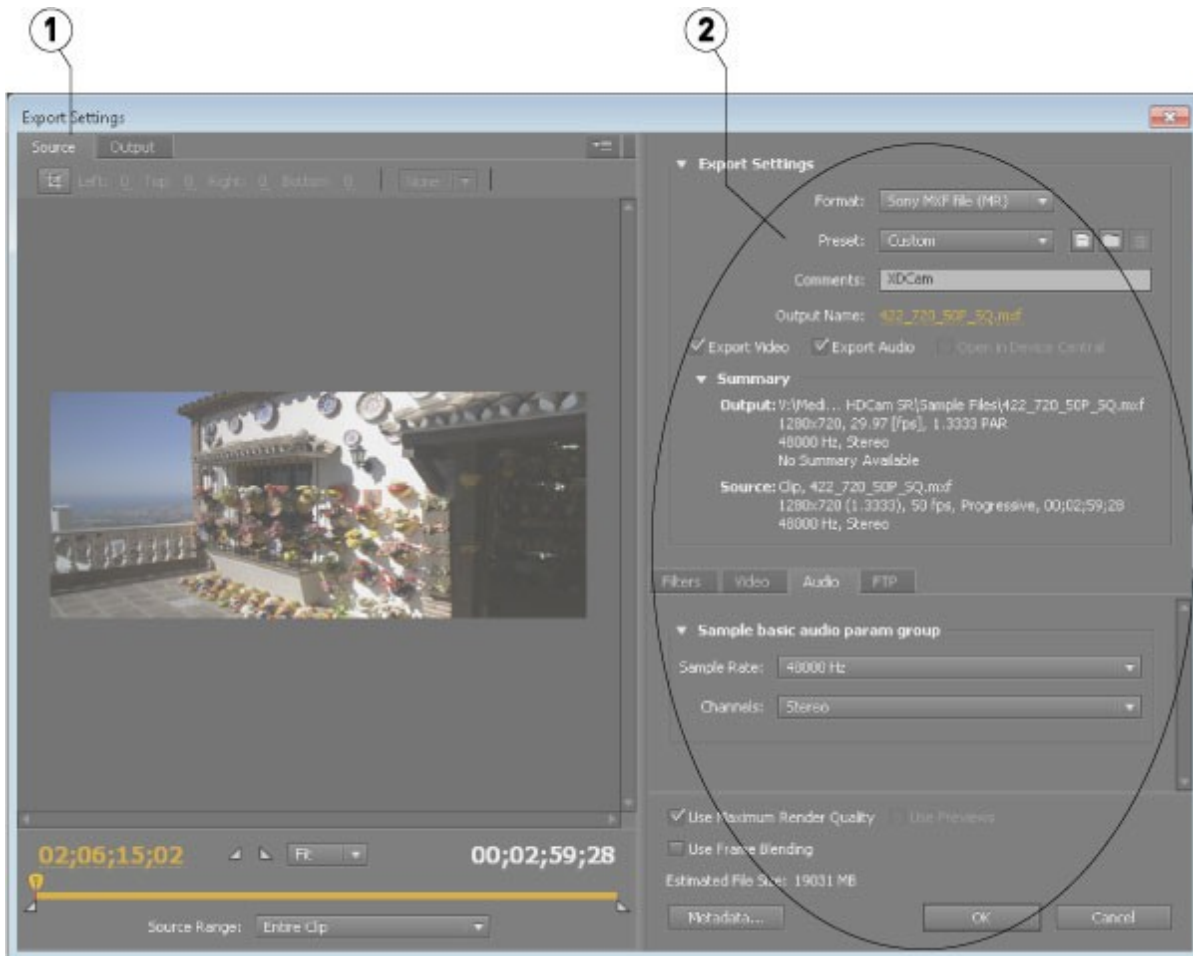 1
2
Export Settings
Source Output
Left: 0 Top: 0 Right: 0 Bottom: 0 None
02;06;15;02 Fit 00;02;59;28
Source Range: Entire Clip
Export Settings
Format: Sony MXF file (MR)
Preset: Custom
Comments: XDCam
Output Name: 422_720_50P_SQ.mxf
Export Video Export Audio Open in Device Central
Summary
Output: V:\Med... HDCam SR\Sample Files\422_720_50P_SQ.mxf
1280x720, 29.97 [fps], 1.3333 PAR
48000 Hz, Stereo
No Summary Available
Source: Clip, 422_720_50P_SQ.mxf
1280x720 (1.3333), 50 fps, Progressive, 00;02;59;28
48000 Hz, Stereo
Filters Video Audio FTP
Sample basic audio param group
Sample Rate: 48000 Hz
Channels: Stereo
Use Maximum Render Quality Use Previews
Use Frame Blending
Estimated File Size: 19031 MB
Metadata... OK Cancel